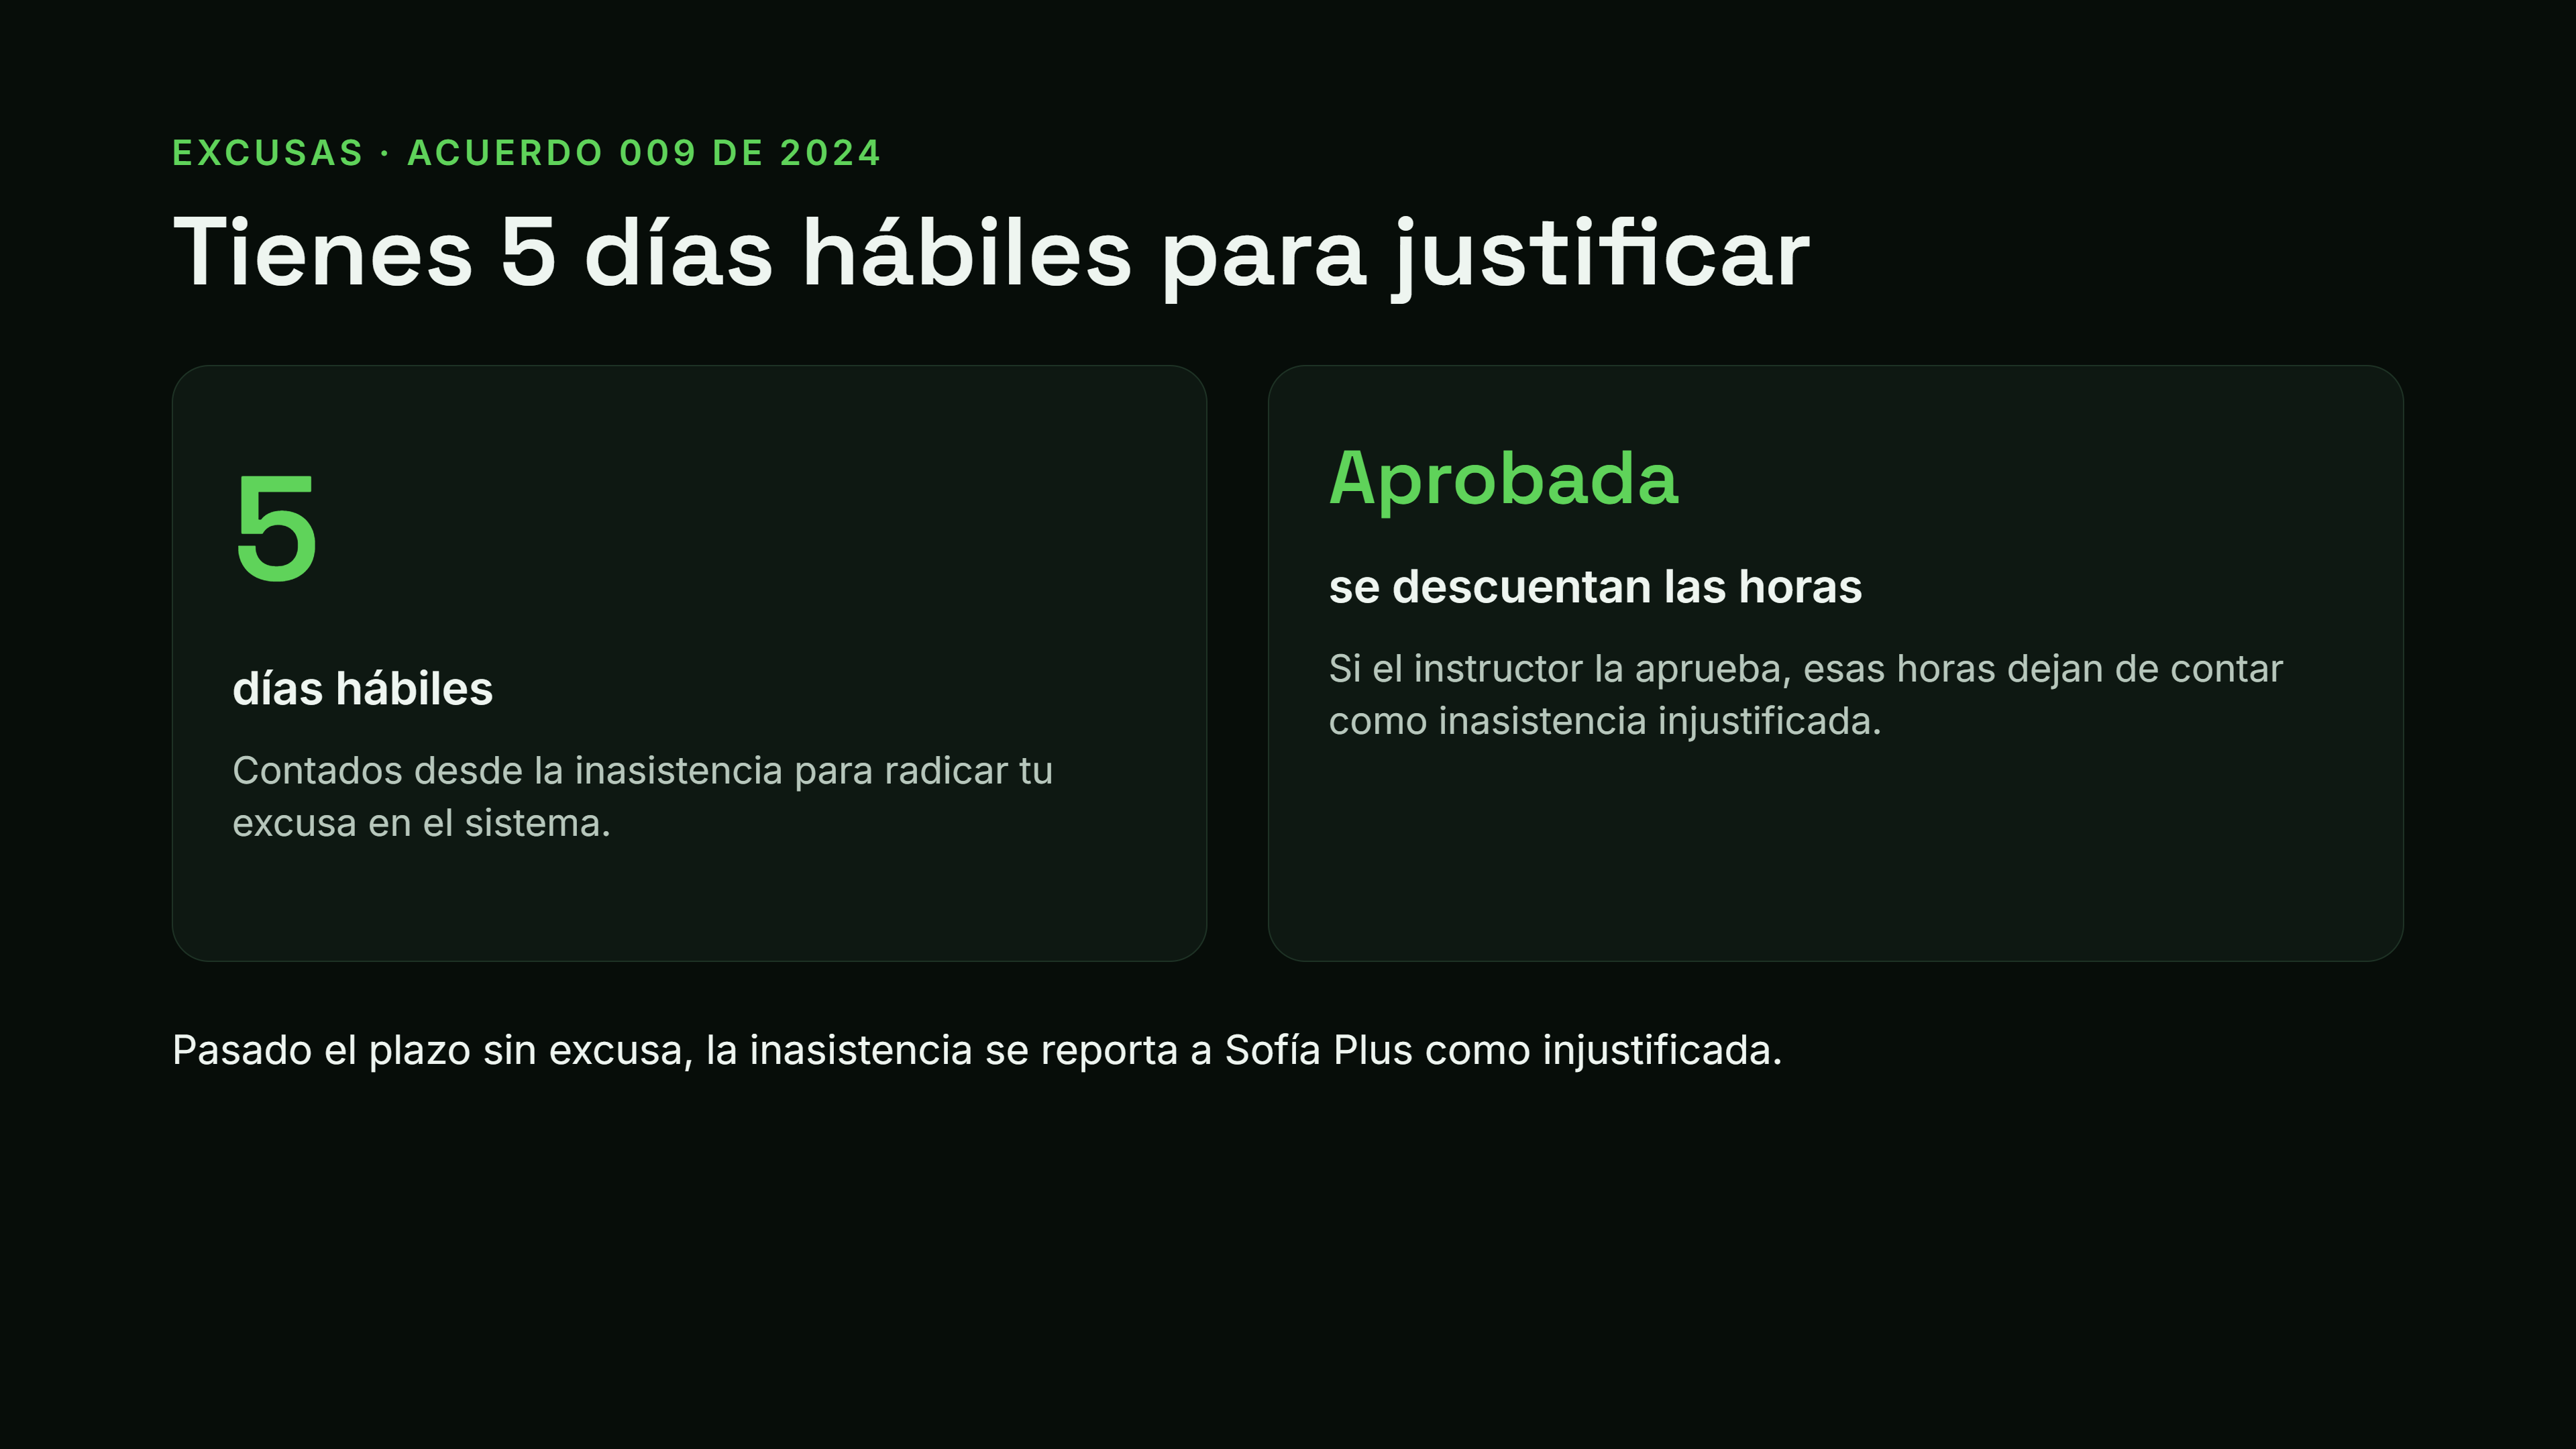 EXCUSAS · ACUERDO 009 DE 2024
Tienes 5 días hábiles para justificar
5
días hábiles
Contados desde la inasistencia para radicar tu
excusa en el sistema.
Aprobada
se descuentan las horas
Si el instructor la aprueba, esas horas dejan de contar
como inasistencia injustificada.
Pasado el plazo sin excusa, la inasistencia se reporta a Sofía Plus como injustificada.